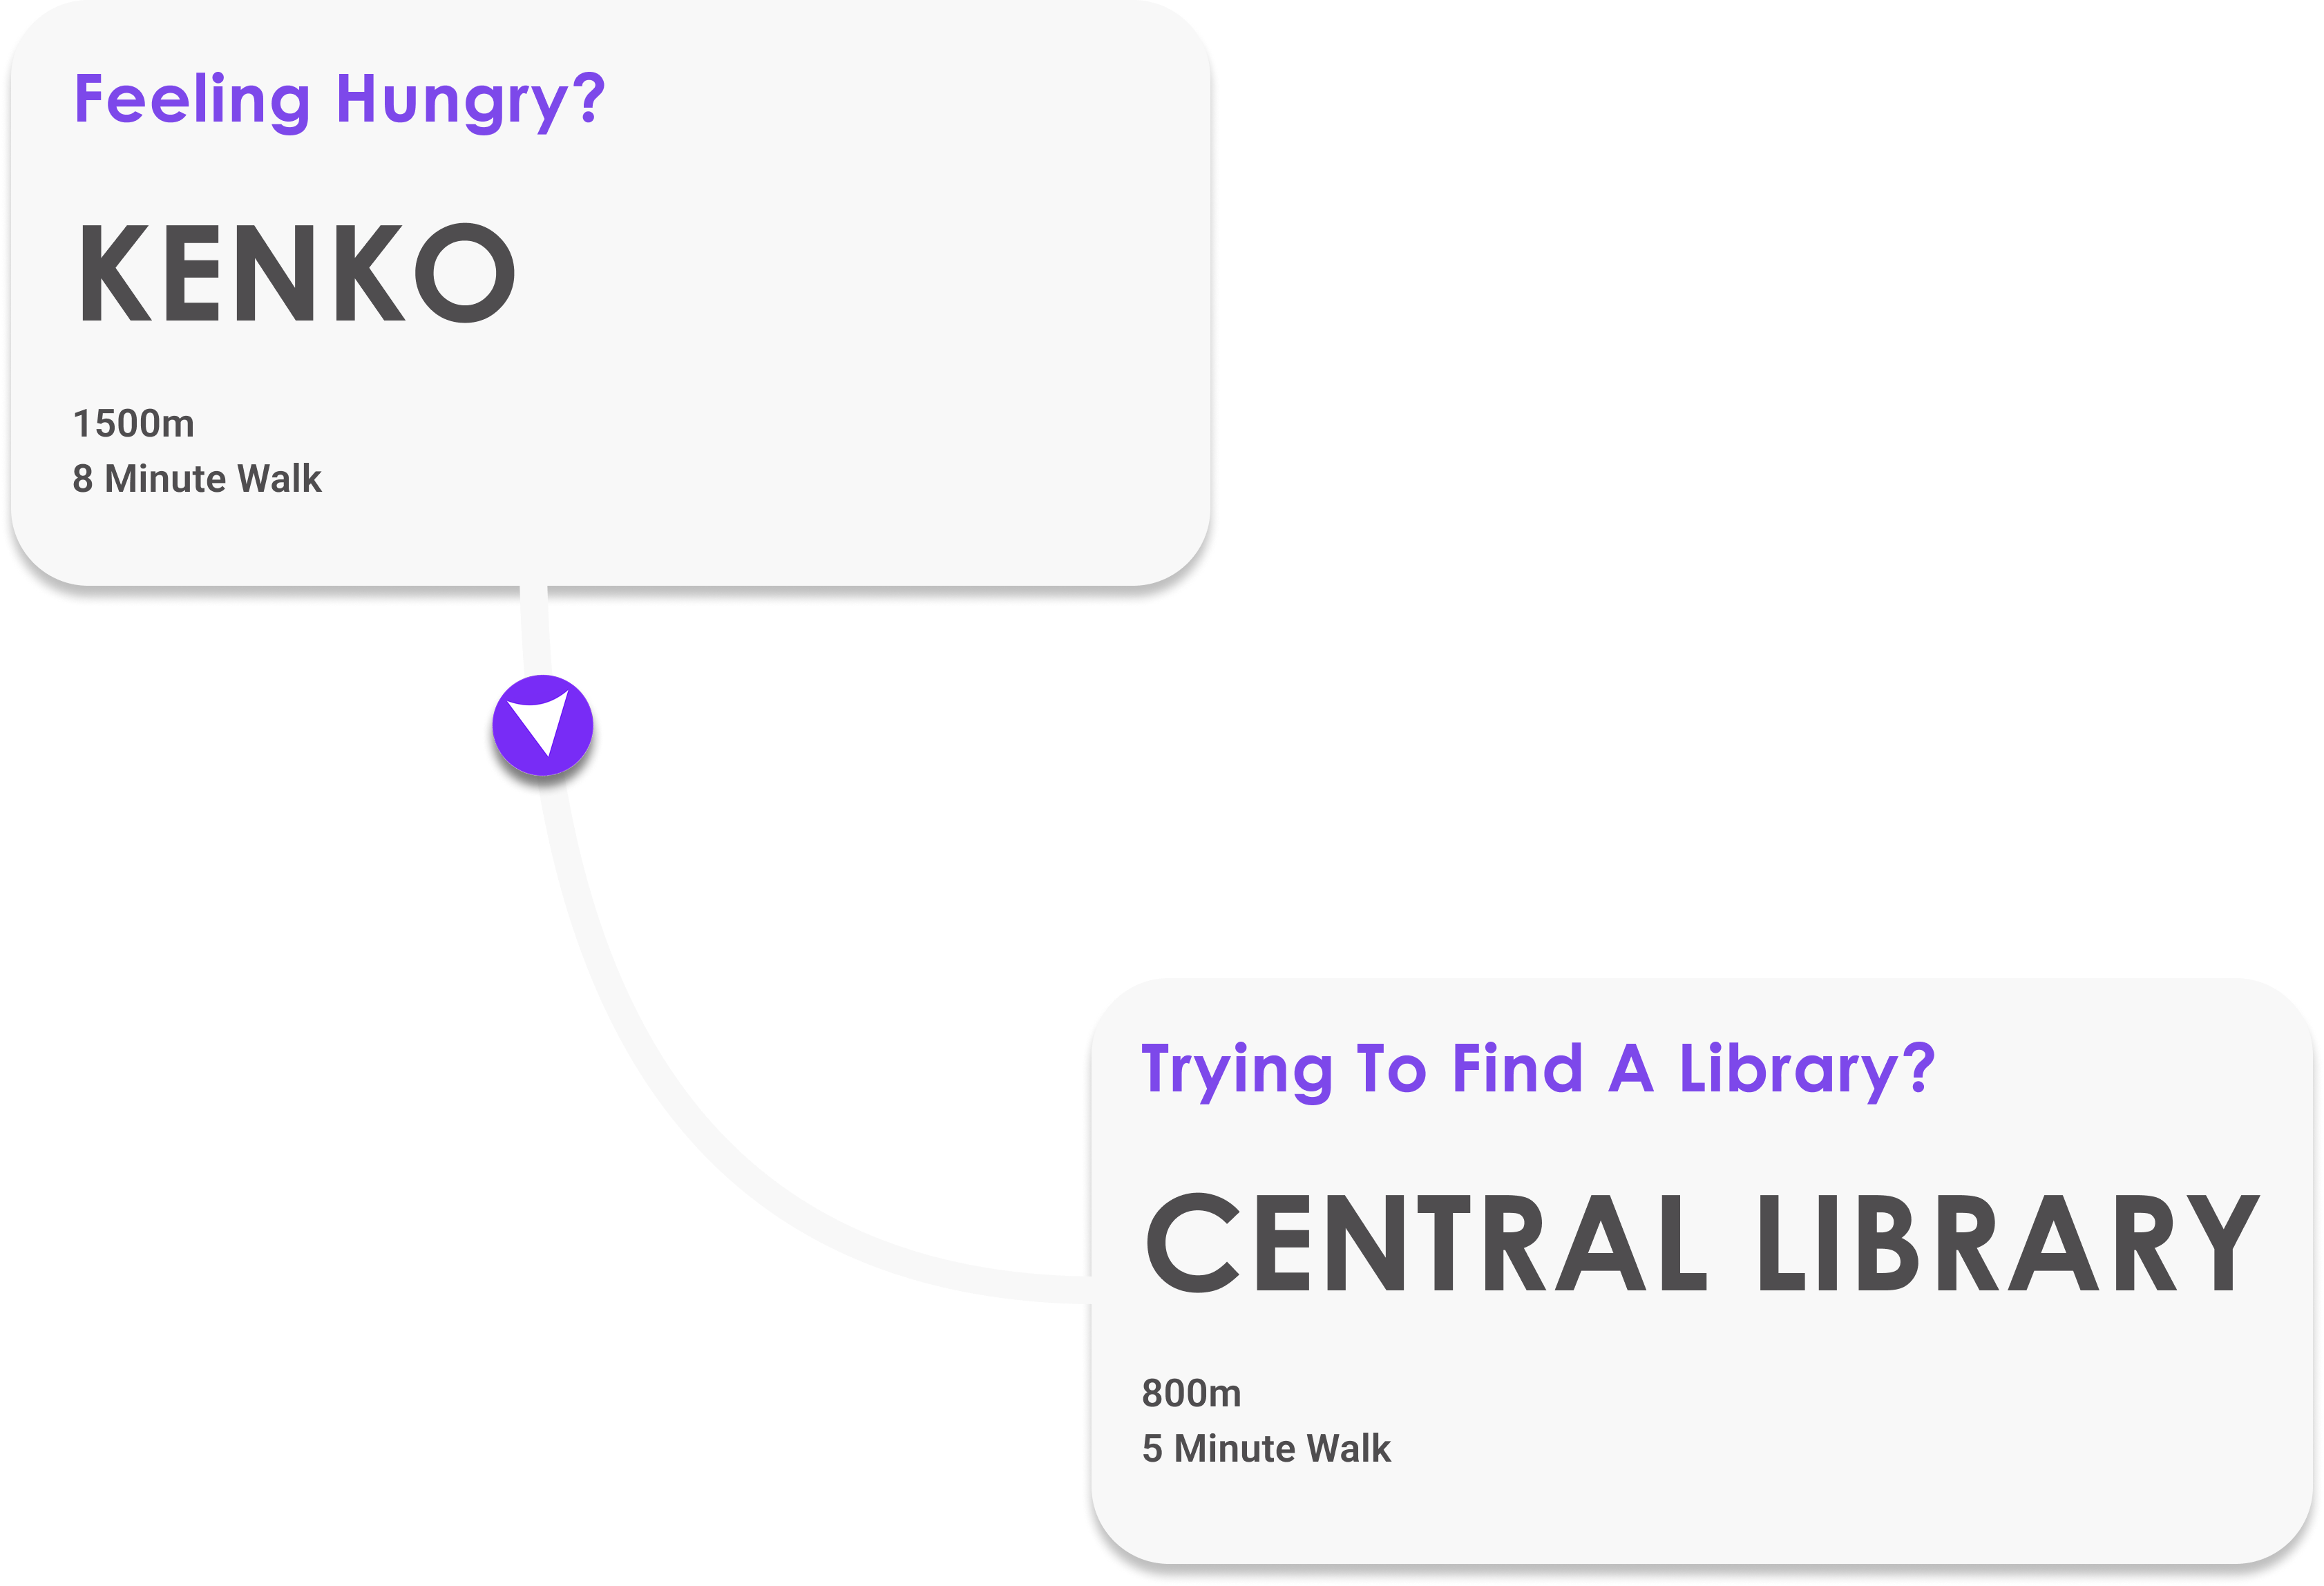 Feeling Hungry?
KENKO
1500m
8 Minute Walk
Trying To Find A Library?
CENTRAL LIBRARY
800m
5 Minute Walk